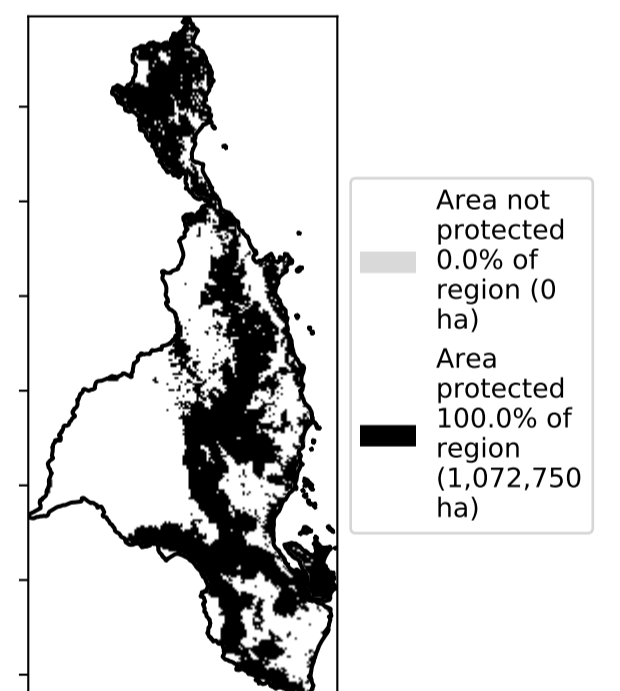 Area not
protected
0.0% of
region (0
ha)
Area
protected
100.0% of
region
(1,072,750
ha)